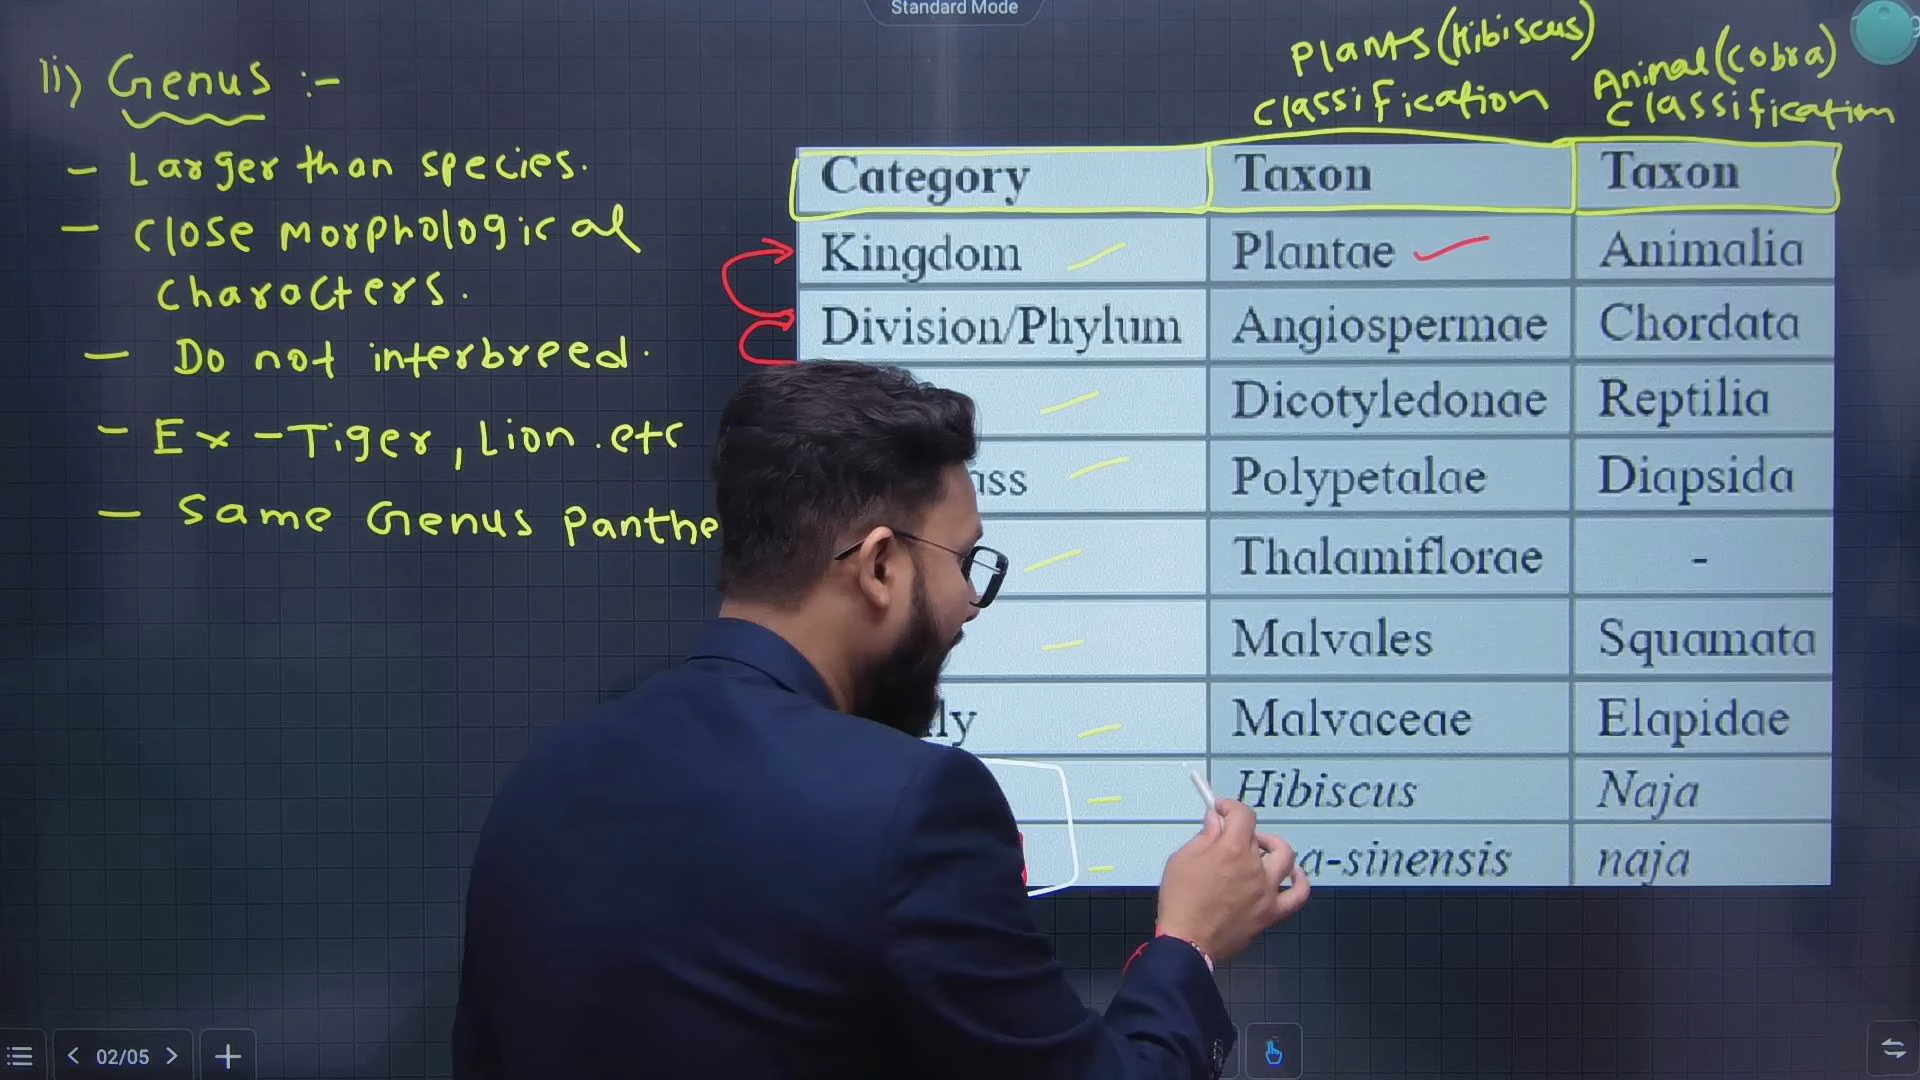 Standard Mode
ii) Genus :-
- Larger than species.
- Close morphological
characters.
- Do not interbreed.
- Ex - Tiger, Lion.etc
- Same Genus Panthe
Plants (Hibiscus)
Classification
Animal (Cobra)
Classification
Category Taxon Taxon
Kingdom Plantae Animalia
Division/Phylum Angiospermae Chordata
Dicotyledonae Reptilia
Polypetalae Diapsida
Thalamiflorae -
Malvales Squamata
Malvaceae Elapidae
Hibiscus Naja
a-sinensis naja
02/05